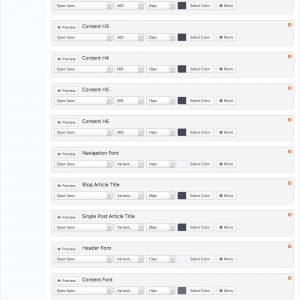 Open Sans 600 24px Select Color More
Preview Content H3
Open Sans 600 20px Select Color More
Preview Content H4
Open Sans 600 18px Select Color More
Preview Content H5
Open Sans 600 16px Select Color More
Preview Content H6
Open Sans 600 14px Select Color More
Preview Navigation Font
Open Sans Variant... 14px Select Color More
Preview Blog Article Title
Open Sans Variant... 28px Select Color More
Preview Single Post Article Title
Open Sans Variant... 28px Select Color More
Preview Header Font
Open Sans Variant... 13px Select Color More
Preview Content Font
Open Sans Variant... 13px Select Color More